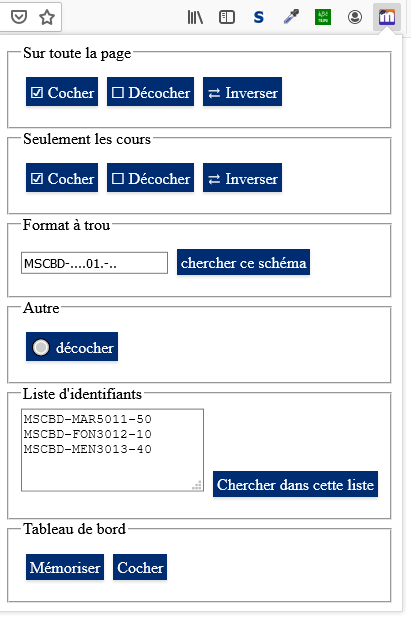 Sur toute la page
☑ Cocher ☐ Décocher ⇄ Inverser
Seulement les cours
☑ Cocher ☐ Décocher ⇄ Inverser
Format à trou
MSCBD-....01.-.. chercher ce schéma
Autre
décocher
Liste d'identifiants
MSCBD-MAR5011-50
MSCBD-FON3012-10
MSCBD-MEN3013-40
Chercher dans cette liste
Tableau de bord
Mémoriser Cocher